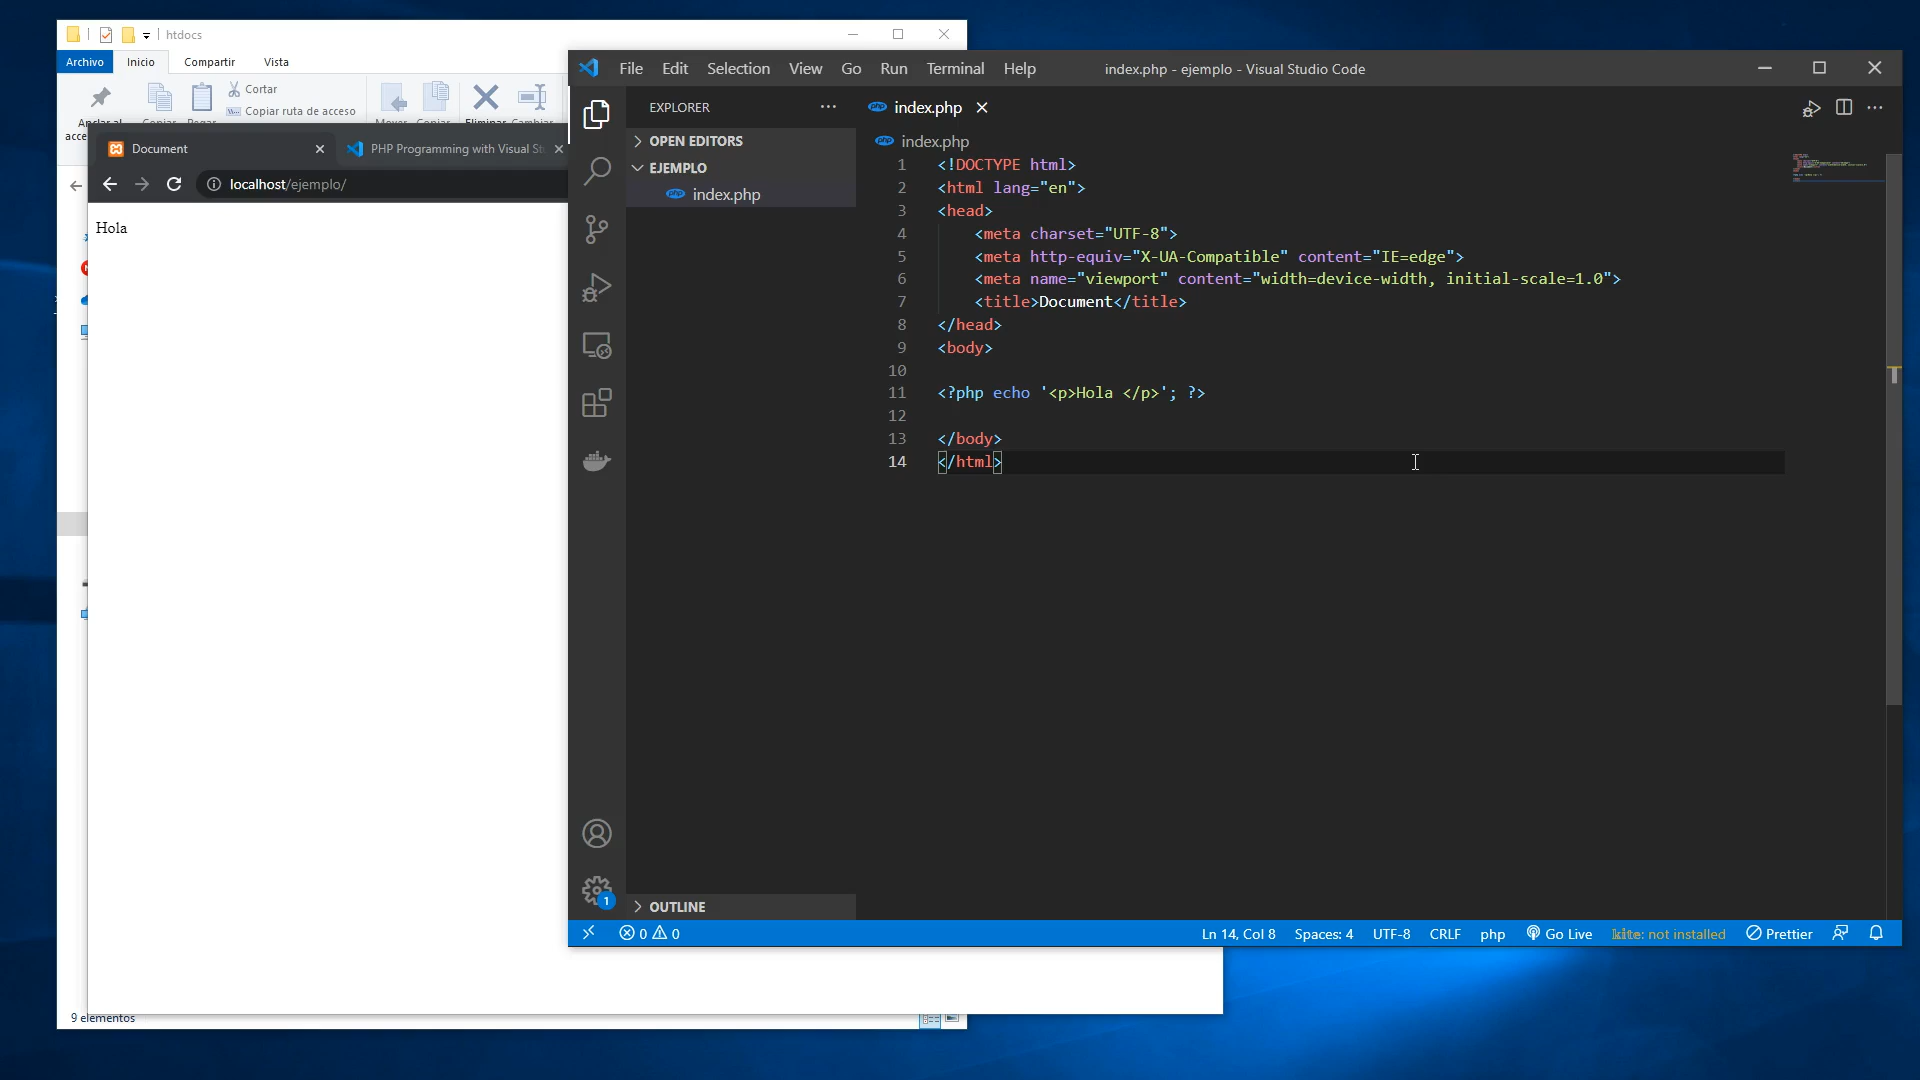 htdocs
Archivo Inicio Compartir Vista
Cortar
Copiar ruta de acceso
Anclar al Copiar Pegar Mover Copiar Eliminar Cambiar
acce
Document
PHP Programming with Visual St
localhost/ejemplo/
Hola
9 elementos
File Edit Selection View Go Run Terminal Help
index.php - ejemplo - Visual Studio Code
EXPLORER
OPEN EDITORS
EJEMPLO
index.php
OUTLINE
1
index.php
index.php
1 <!DOCTYPE html>
2 <html lang="en">
3 <head>
4 <meta charset="UTF-8">
5 <meta http-equiv="X-UA-Compatible" content="IE=edge">
6 <meta name="viewport" content="width=device-width, initial-scale=1.0">
7 <title>Document</title>
8 </head>
9 <body>
10
11 <?php echo '<p>Hola </p>'; ?>
12
13 </body>
14 </html>
0 0
Ln 14, Col 8 Spaces: 4 UTF-8 CRLF php Go Live kite: not installed Prettier